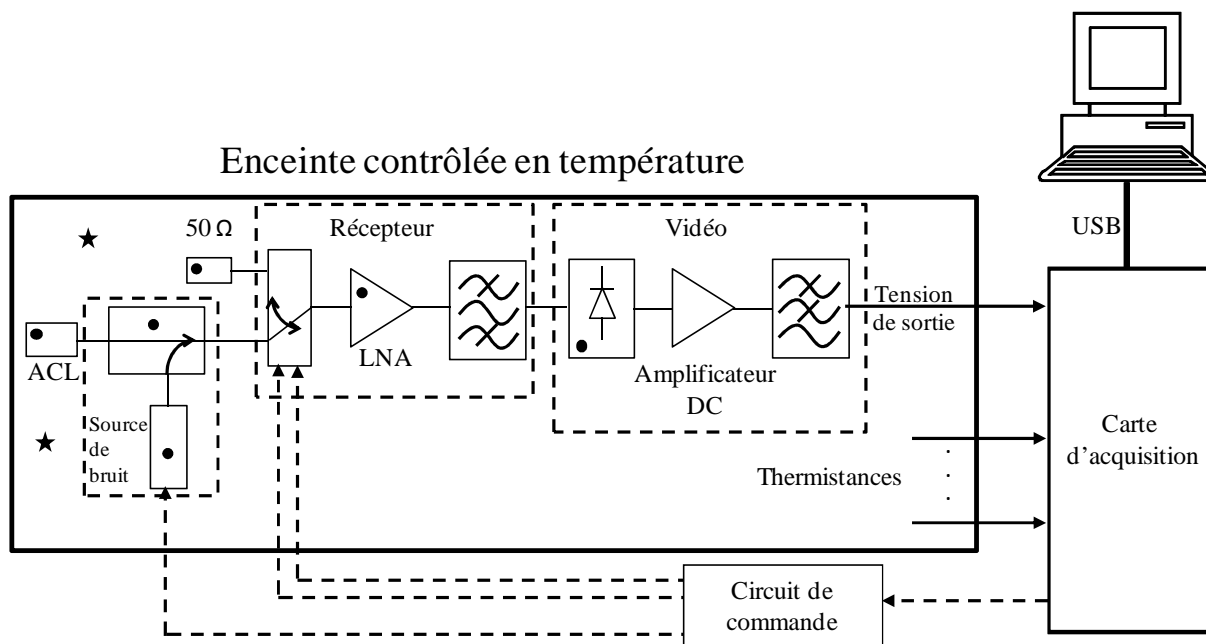 Enceinte contrôlée en température
USB
50 Ω
Récepteur
Vidéo
Tension
de sortie
ACL
LNA
Amplificateur
DC
Source
de
bruit
Thermistances
Carte
d’acquisition
Circuit de
commande